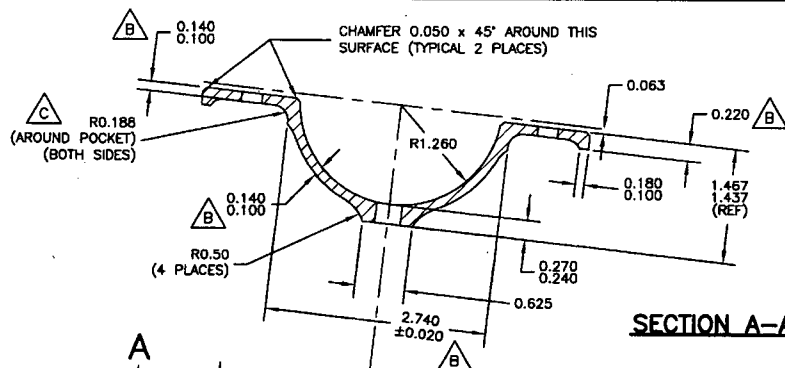 B
0.140
0.100
CHAMFER 0.050 x 45° AROUND THIS
SURFACE (TYPICAL 2 PLACES)
0.063
0.220
B
C
R0.188
(AROUND POCKET)
(BOTH SIDES)
R1.260
0.140
0.100
B
0.180
0.100
1.467
1.437
(REF)
R0.50
(4 PLACES)
0.270
0.240
0.625
2.740
±0.020
B
SECTION A-A
A